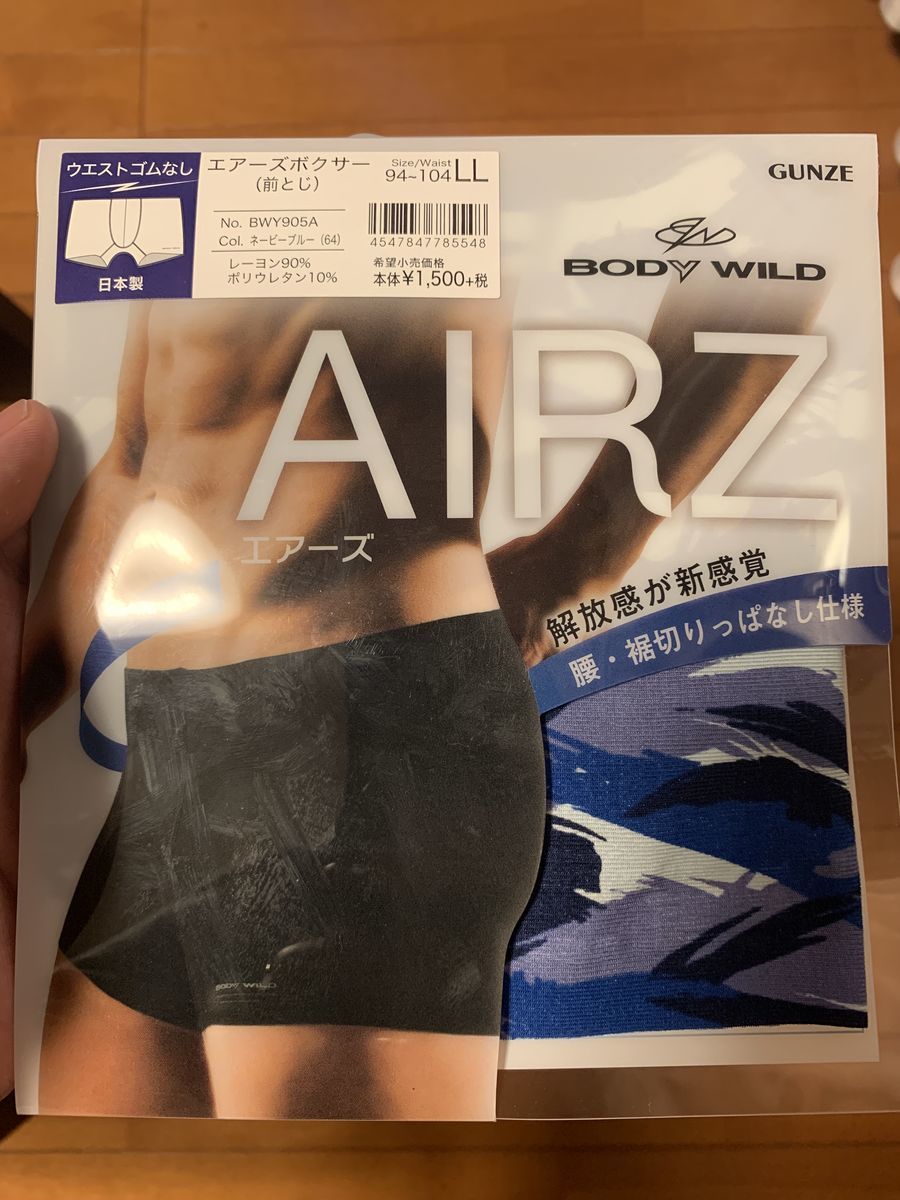 ウエストゴムなし
日本製
エアーズボクサー
(前とじ)
No. BWY905A
Col. ネービーブルー (64)
レーヨン90%
ポリウレタン10%
Size/Waist
94~104 LL
4547847785548
希望小売価格
本体¥1,500+税
GUNZE
BODY WILD
AIRZ
エアーズ
解放感が新感覚
腰・裾切りっぱなし仕様
BODY WILD